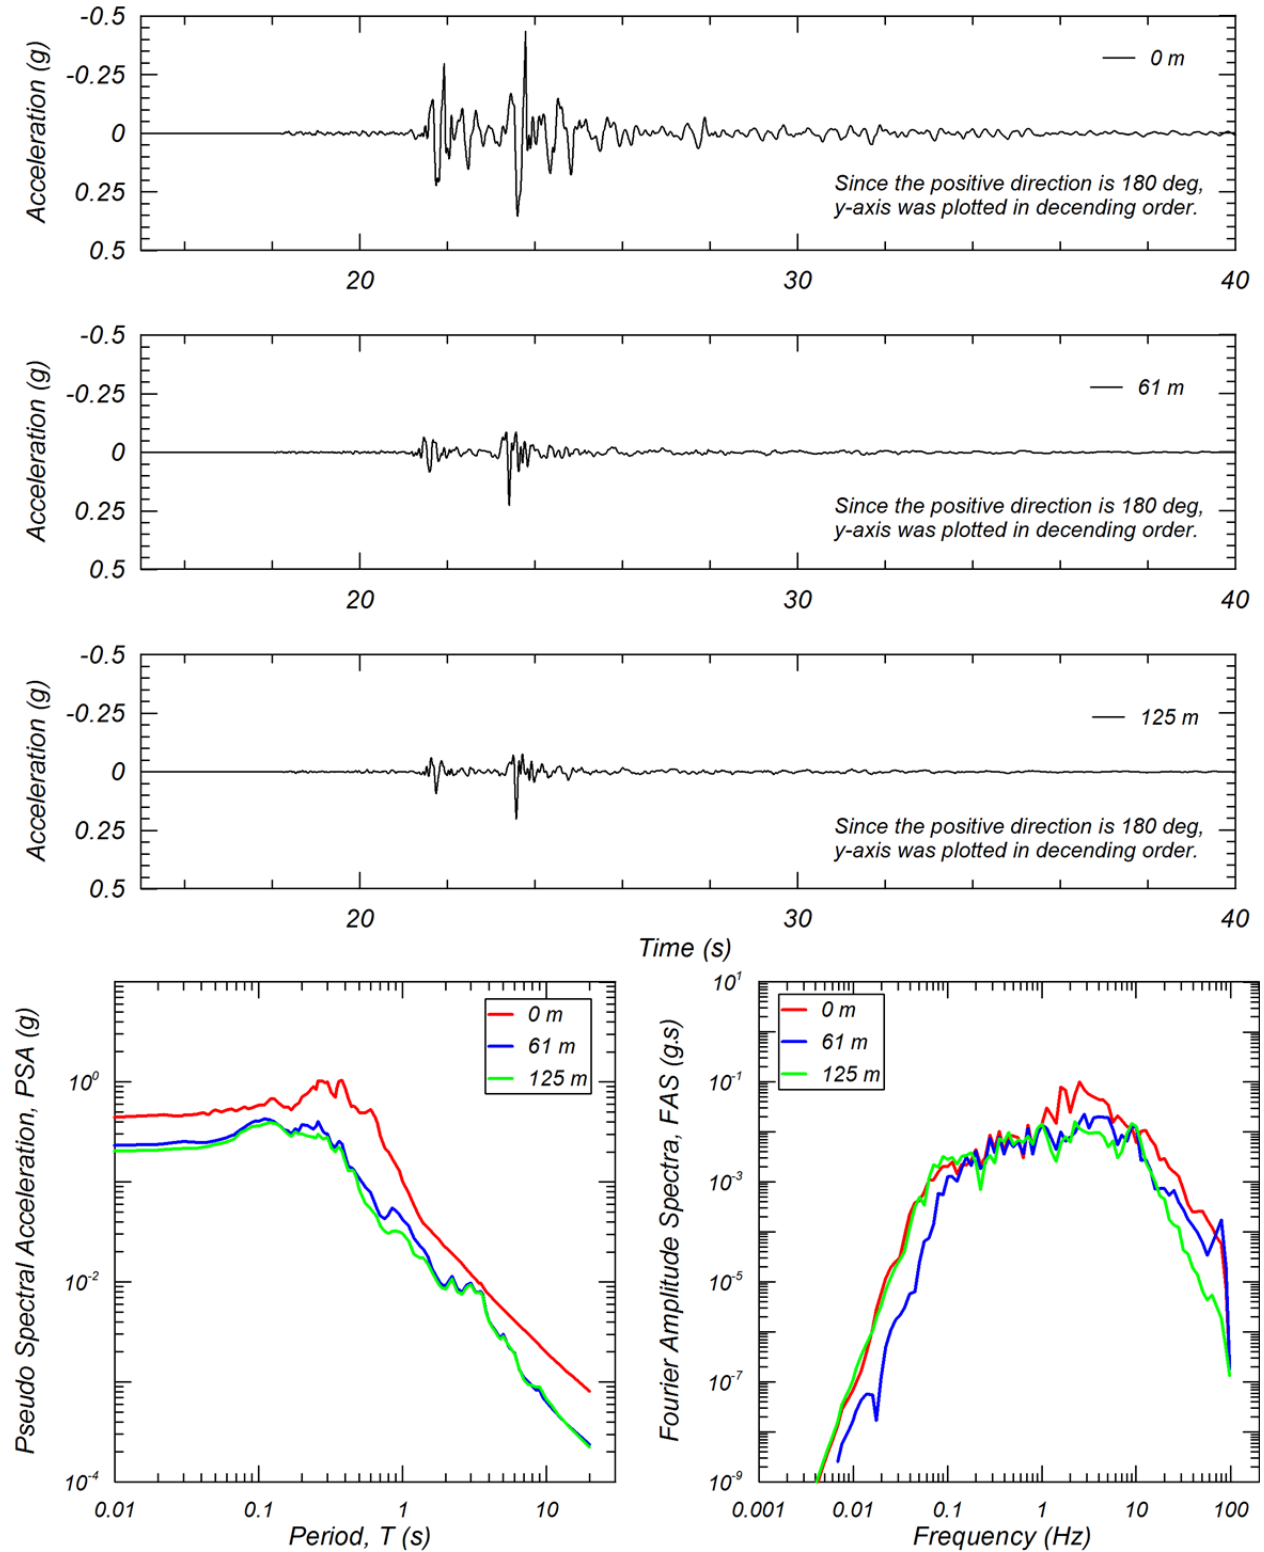 -0.5
-0.25
0
0.25
0.5
Acceleration (g)
0 m
Since the positive direction is 180 deg,
y-axis was plotted in decending order.
20 30 40
-0.5
-0.25
0
0.25
0.5
Acceleration (g)
61 m
Since the positive direction is 180 deg,
y-axis was plotted in decending order.
20 30 40
-0.5
-0.25
0
0.25
0.5
Acceleration (g)
125 m
Since the positive direction is 180 deg,
y-axis was plotted in decending order.
20 30 40
Time (s)
Pseudo Spectral Acceleration, PSA (g)
10⁰
10⁻²
10⁻⁴
0 m
61 m
125 m
0.01 0.1 1 10
Period, T (s)
Fourier Amplitude Spectra, FAS (g.s)
10¹
10⁻¹
10⁻³
10⁻⁵
10⁻⁷
10⁻⁹
0 m
61 m
125 m
0.001 0.01 0.1 1 10 100
Frequency (Hz)